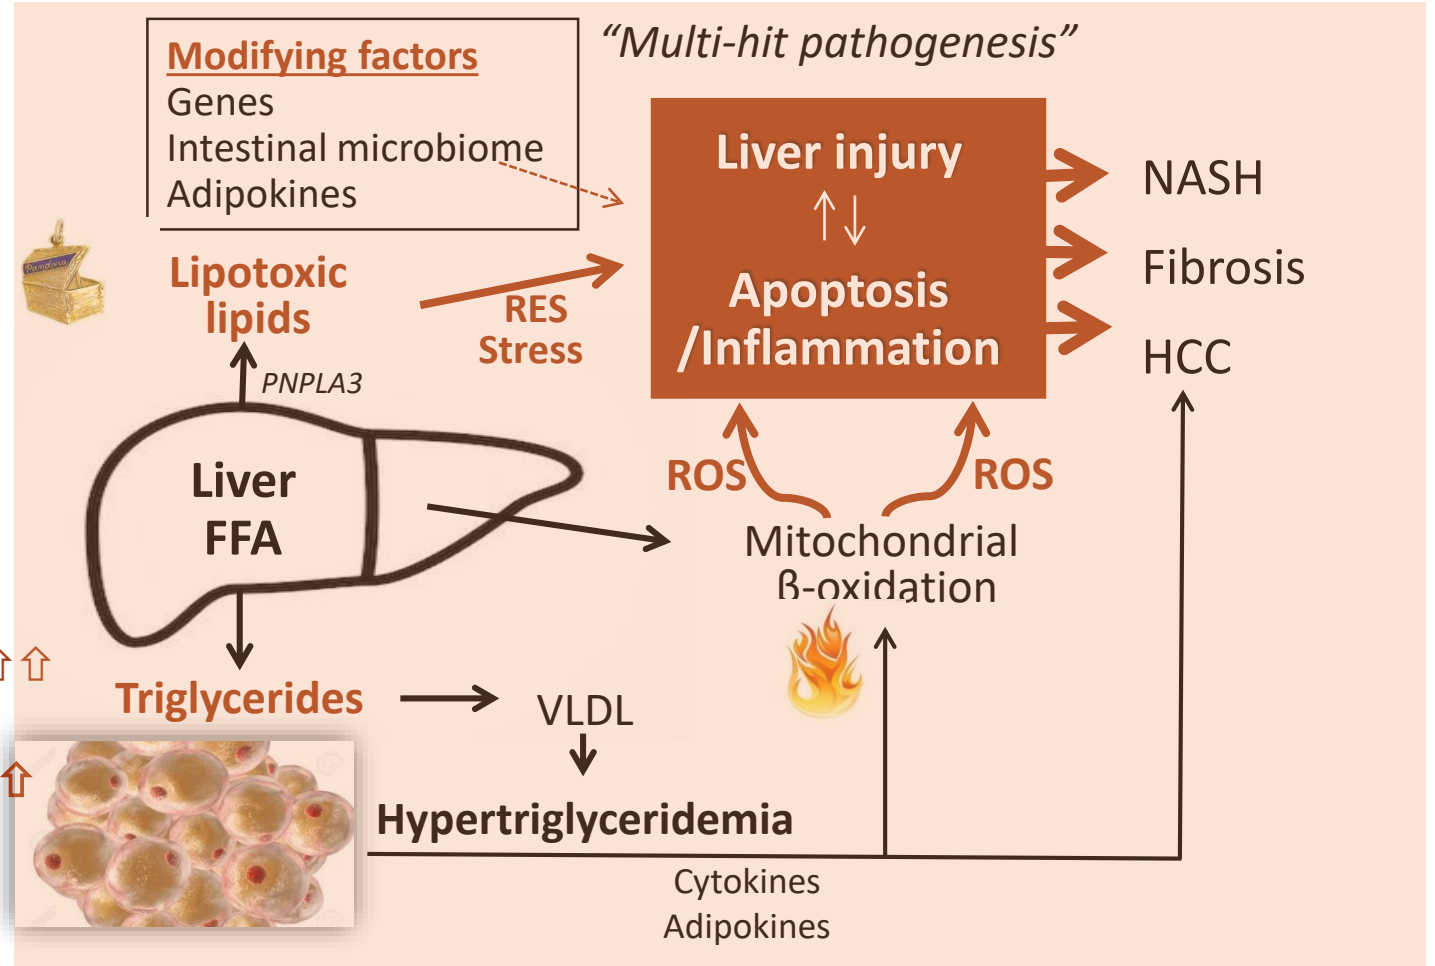 “Multi-hit pathogenesis”
Modifying factors
Genes
Intestinal microbiome
Adipokines
Liver injury
Apoptosis
/Inflammation
NASH
Fibrosis
HCC
Pandora
Lipotoxic
lipids
RES
Stress
PNPLA3
Liver
FFA
ROS
ROS
Mitochondrial
β-oxidation
Triglycerides
VLDL
Hypertriglyceridemia
Cytokines
Adipokines